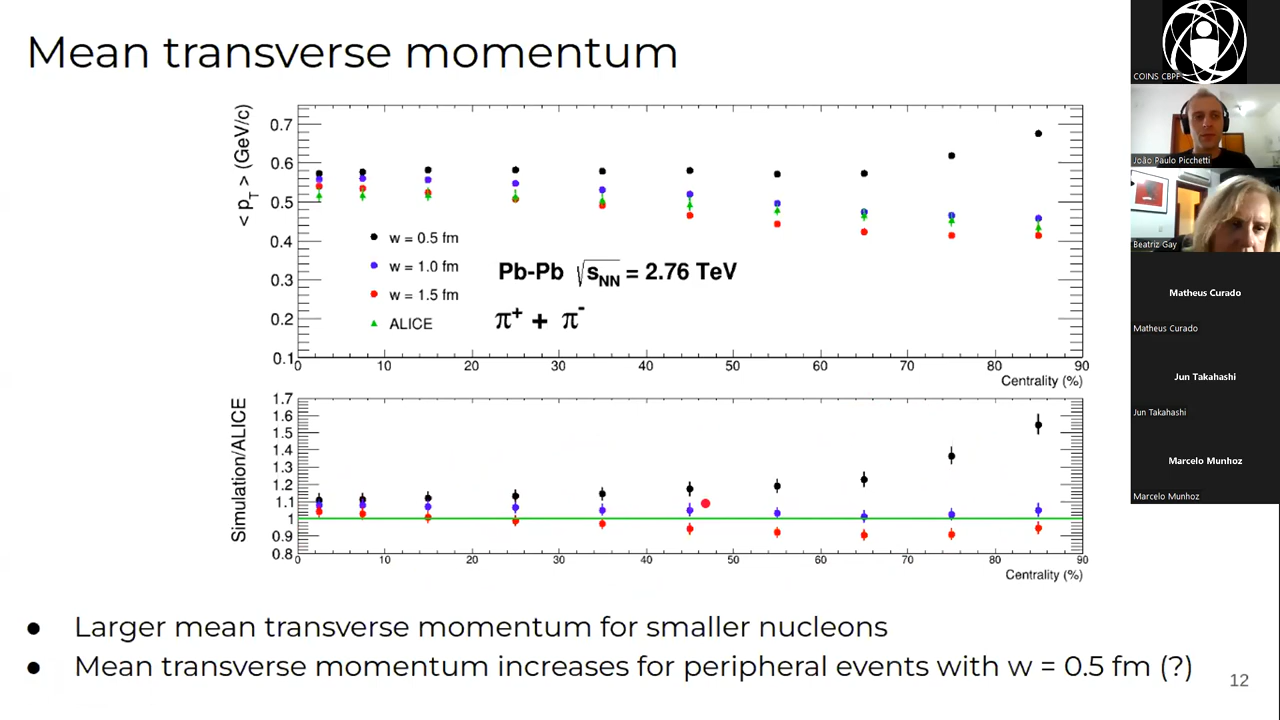 Mean transverse momentum
< pT > (GeV/c)
0.7
0.6
0.5
0.4
0.3
0.2
0.1
w = 0.5 fm
w = 1.0 fm
w = 1.5 fm
ALICE
Pb-Pb √sNN = 2.76 TeV
π+ + π-
0 10 20 30 40 50 60 70 80 90
Centrality (%)
Simulation/ALICE
1.7
1.6
1.5
1.4
1.3
1.2
1.1
1
0.9
0.8
0 10 20 30 40 50 60 70 80 90
Centrality (%)
● Larger mean transverse momentum for smaller nucleons
● Mean transverse momentum increases for peripheral events with w = 0.5 fm (?)
12
COINS CBPF
João Paulo Picchetti
Beatriz Gay
Matheus Curado
Matheus Curado
Jun Takahashi
Jun Takahashi
Marcelo Munhoz
Marcelo Munhoz